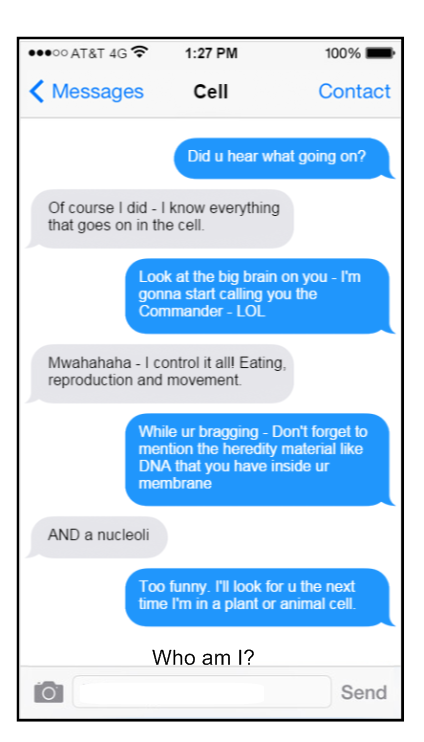 AT&T 4G 1:27 PM 100%
Messages Cell Contact
Did u hear what going on?
Of course I did - I know everything
that goes on in the cell.
Look at the big brain on you - I'm
gonna start calling you the
Commander - LOL
Mwahahaha - I control it all! Eating,
reproduction and movement.
While ur bragging - Don't forget to
mention the heredity material like
DNA that you have inside ur
membrane
AND a nucleoli
Too funny. I'll look for u the next
time I'm in a plant or animal cell.
Who am I?
Send